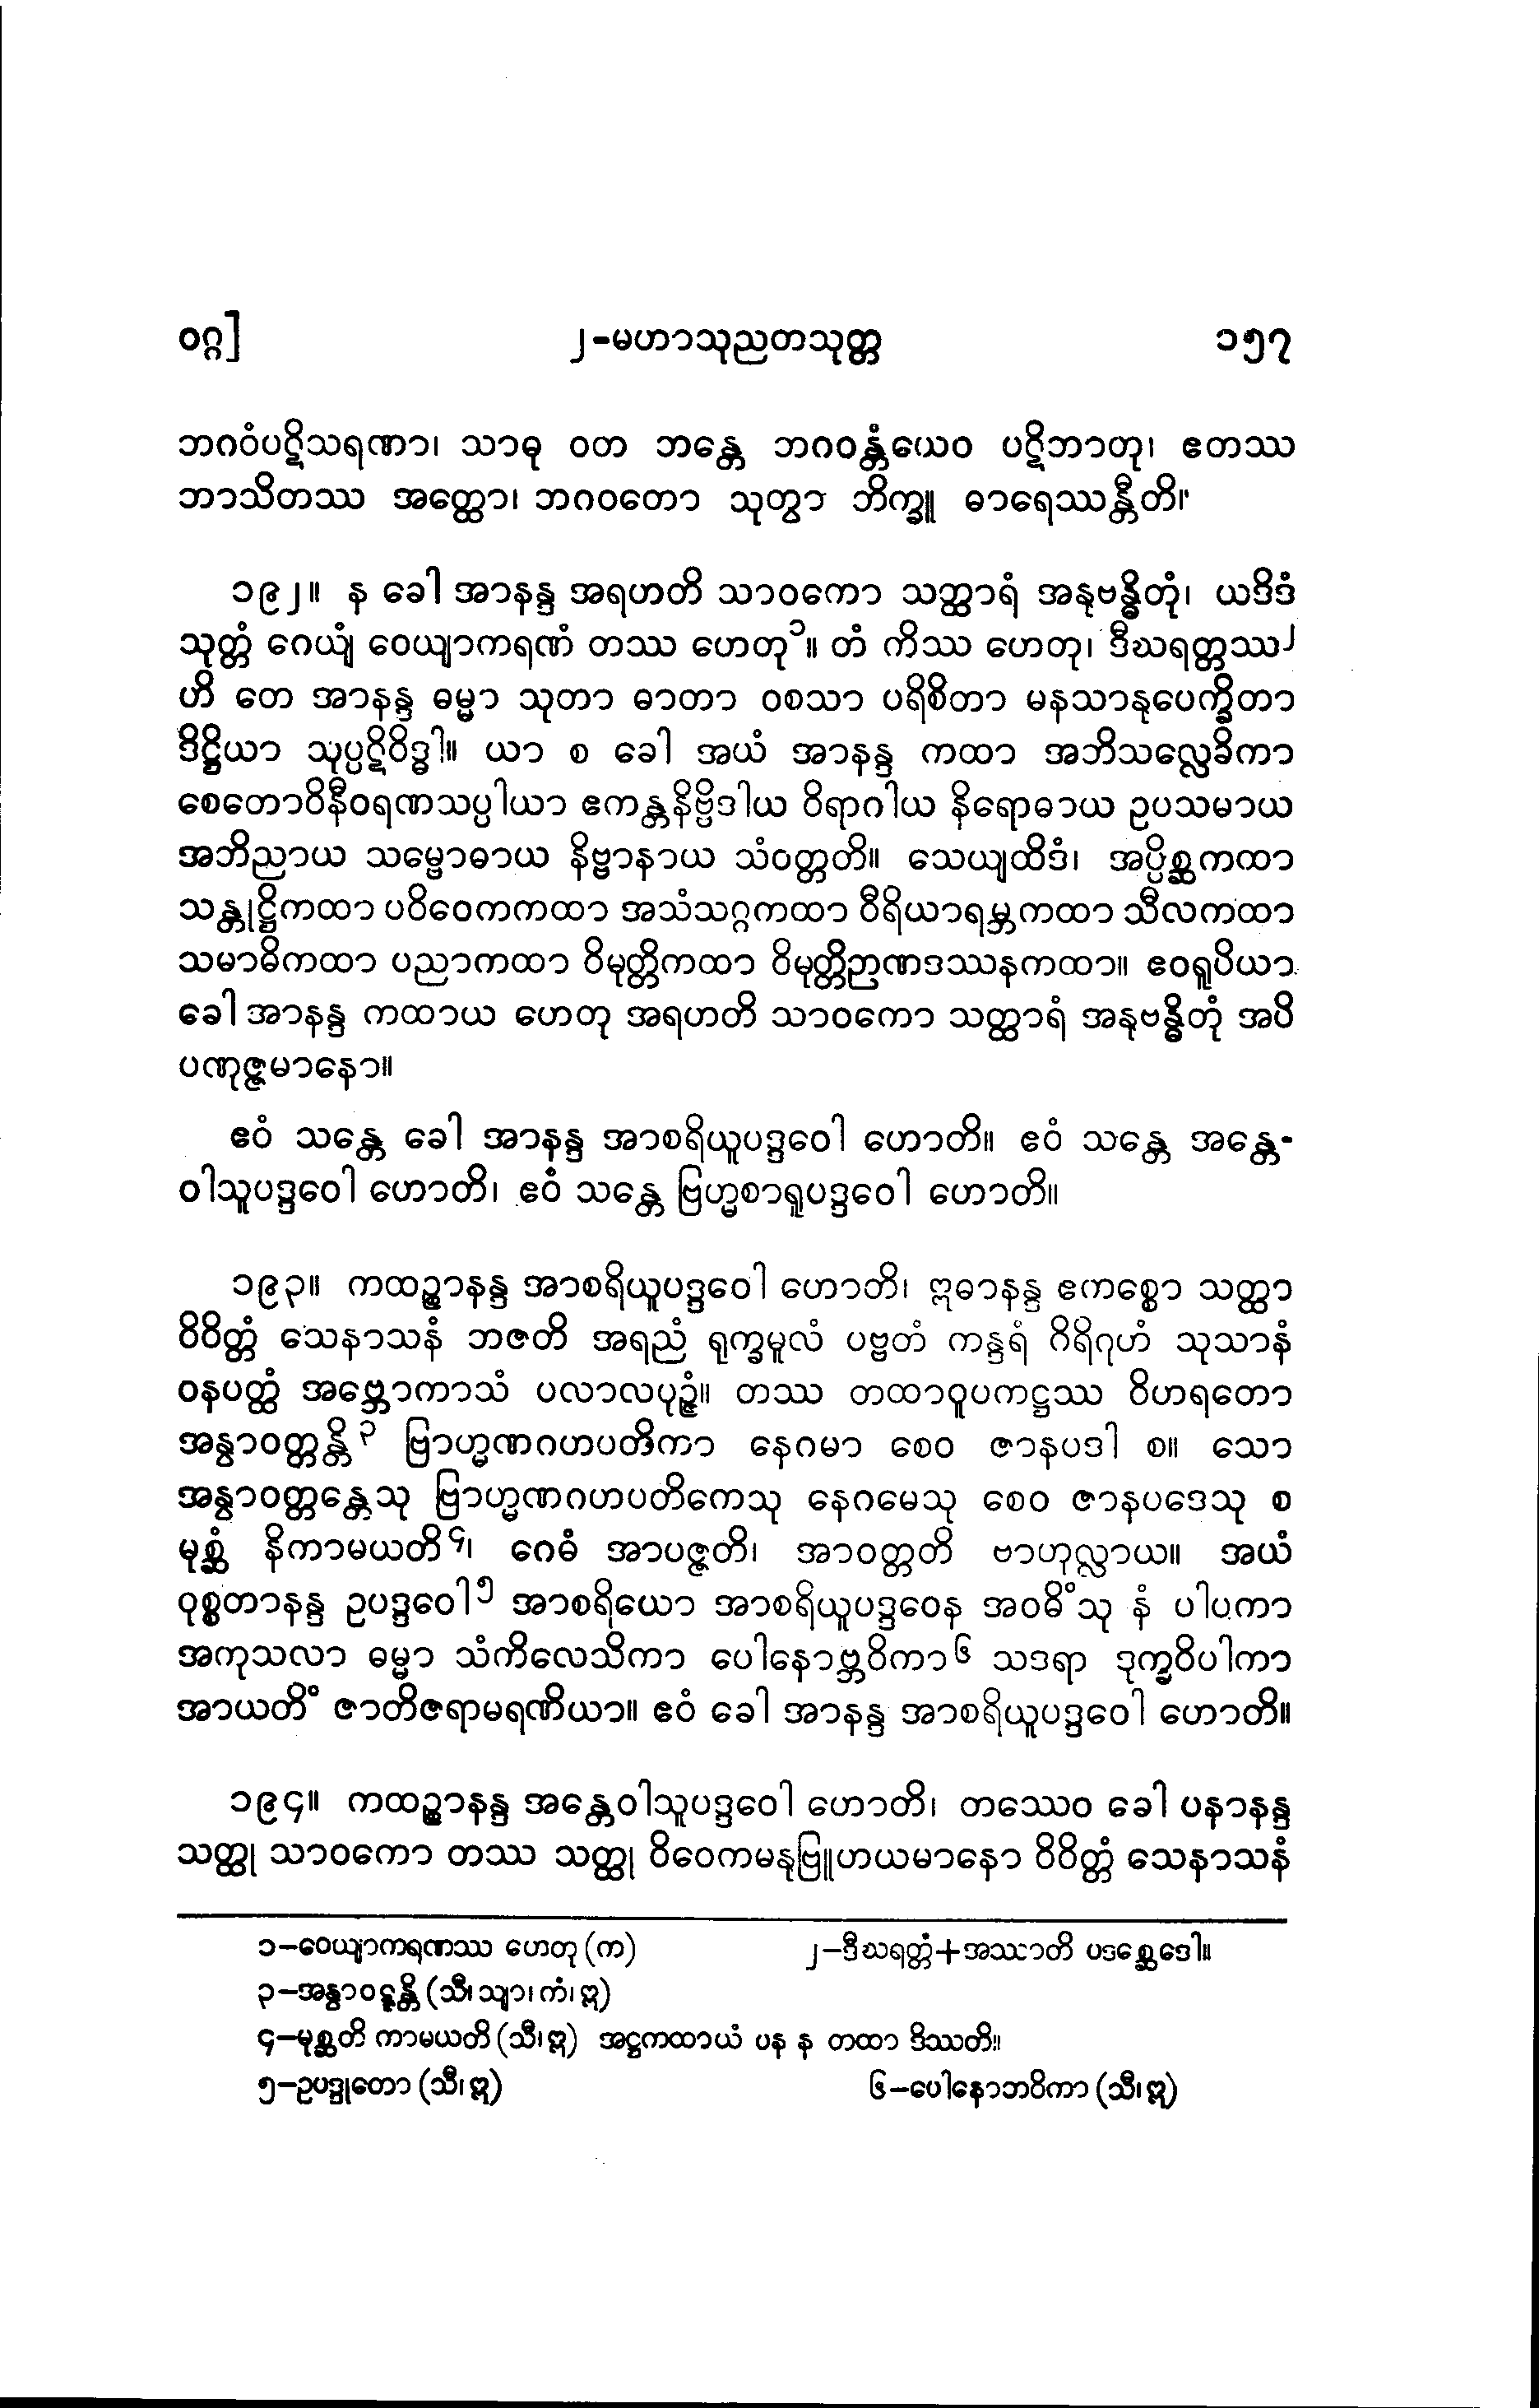 ဝဂ္ဂ]
၂-မဟာသုညတသုတ္တ
၁၅၇
ဘဂဝံပဋိသရဏာ၊ သာဓု ဝတ ဘန္တေ ဘဂဝန္တံယေဝ ပဋိဘာတု၊ ဧတဿ
ဘာသိတဿ အတ္ထော၊ ဘဂဝတော သုတွာ ဘိက္ခူ ဓာရေဿန္တီတိ။
၁၉၂။ န ခေါ အာနန္ဒ အရဟတိ သာဝကော သတ္ထာရံ အနုဗန္ဓိတုံ၊ ယဒိဒံ
သုတ္တံ ဂေယျံ ဝေယျာကရဏံ တဿ ဟေတု၁။ တံ ကိဿ ဟေတု၊ ဒီဃရတ္တဿ၂
ဟိ တေ အာနန္ဒ ဓမ္မာ သုတာ ဓာတာ ဝစသာ ပရိစိတာ မနသာနုပေက္ခိတာ
ဒိဋ္ဌိယာ သုပ္ပဋိဝိဒ္ဓါ။ ယာ စ ခေါ အယံ အာနန္ဒ ကထာ အဘိသလ္လေခိကာ
စေတောဝိနီဝရဏသပ္ပါယာ ဧကန္တနိဗ္ဗိဒါယ ဝိရာဂါယ နိရောဓာယ ဥပသမာယ
အဘိညာယ သမ္ဗောဓာယ နိဗ္ဗာနာယ သံဝတ္တတိ။ သေယျထိဒံ၊ အပ္ပိစ္ဆကထာ
သန္တုဋ္ဌိကထာ ပဝိဝေကကထာ အသံသဂ္ဂကထာ ဝီရိယာရမ္ဘကထာ သီလကထာ
သမာဓိကထာ ပညာကထာ ဝိမုတ္တိကထာ ဝိမုတ္တိဉာဏဒဿနကထာ။ ဧဝရူပိယာ
ခေါ အာနန္ဒ ကထာယ ဟေတု အရဟတိ သာဝကော သတ္ထာရံ အနုဗန္ဓိတုံ အပိ
ပဏုဇ္ဇမာနော။
ဧဝံ သန္တေ ခေါ အာနန္ဒ အာစရိယူပဒ္ဒဝေါ ဟောတိ။ ဧဝံ သန္တေ အန္တေ-
ဝါသူပဒ္ဒဝေါ ဟောတိ၊ ဧဝံ သန္တေ ဗြဟ္မစာရူပဒ္ဒဝေါ ဟောတိ။
၁၉၃။ ကထဉ္စာနန္ဒ အာစရိယူပဒ္ဒဝေါ ဟောတိ၊ ဣဓာနန္ဒ ဧကစ္စော သတ္ထာ
ဝိဝိတ္တံ သေနာသနံ ဘဇတိ အရညံ ရုက္ခမူလံ ပဗ္ဗတံ ကန္ဒရံ ဂိရိဂုဟံ သုသာနံ
ဝနပတ္ထံ အဗ္ဘောကာသံ ပလာလပုဉ္ဇံ။ တဿ တထာဝူပကဋ္ဌဿ ဝိဟရတော
အနွာဝတ္တန္တိ၃ ဗြာဟ္မဏဂဟပတိကာ နေဂမာ စေဝ ဇာနပဒါ စ။ သော
အနွာဝတ္တန္တေသု ဗြာဟ္မဏဂဟပတိကေသု နေဂမေသု စေဝ ဇာနပဒေသု စ
မုစ္ဆံ နိကာမယတိ၄၊ ဂေဓံ အာပဇ္ဇတိ၊ အာဝတ္တတိ ဗာဟုလ္လာယ။ အယံ
ဝုစ္စတာနန္ဒ ဥပဒ္ဒဝေါ၅ အာစရိယော အာစရိယူပဒ္ဒဝေန အဝဓိံသု နံ ပါပကာ
အကုသလာ ဓမ္မာ သံကိလေသိကာ ပေါနောဗ္ဘဝိကာ၆ သဒရာ ဒုက္ခဝိပါကာ
အာယတိံ ဇာတိဇရာမရဏိယာ။ ဧဝံ ခေါ အာနန္ဒ အာစရိယူပဒ္ဒဝေါ ဟောတိ။
၁၉၄။ ကထဉ္စာနန္ဒ အန္တေဝါသူပဒ္ဒဝေါ ဟောတိ၊ တဿေဝ ခေါ ပနာနန္ဒ
သတ္ထု သာဝကော တဿ သတ္ထု ဝိဝေကမနုဗြူဟယမာနော ဝိဝိတ္တံ သေနာသနံ
၁–ဝေယျာကရဏဿ ဟေတု (က)
၂–ဒီဃရတ္တံ+အဿာတိ ပဒစ္ဆေဒေါ။
၃–အနွာဝဋ္ဋန္တိ (သီ၊ သျာ၊ ကံ၊ ဣ)
၄–မုစ္ဆတိ ကာမယတိ (သီ၊ ဣ) အဋ္ဌကထာယံ ပန န တထာ ဒိဿတိ။
၅–ဥပဒ္ဒုတော (သီ၊ ဣ)
၆–ပေါနောဘဝိကာ (သီ၊ ဣ)